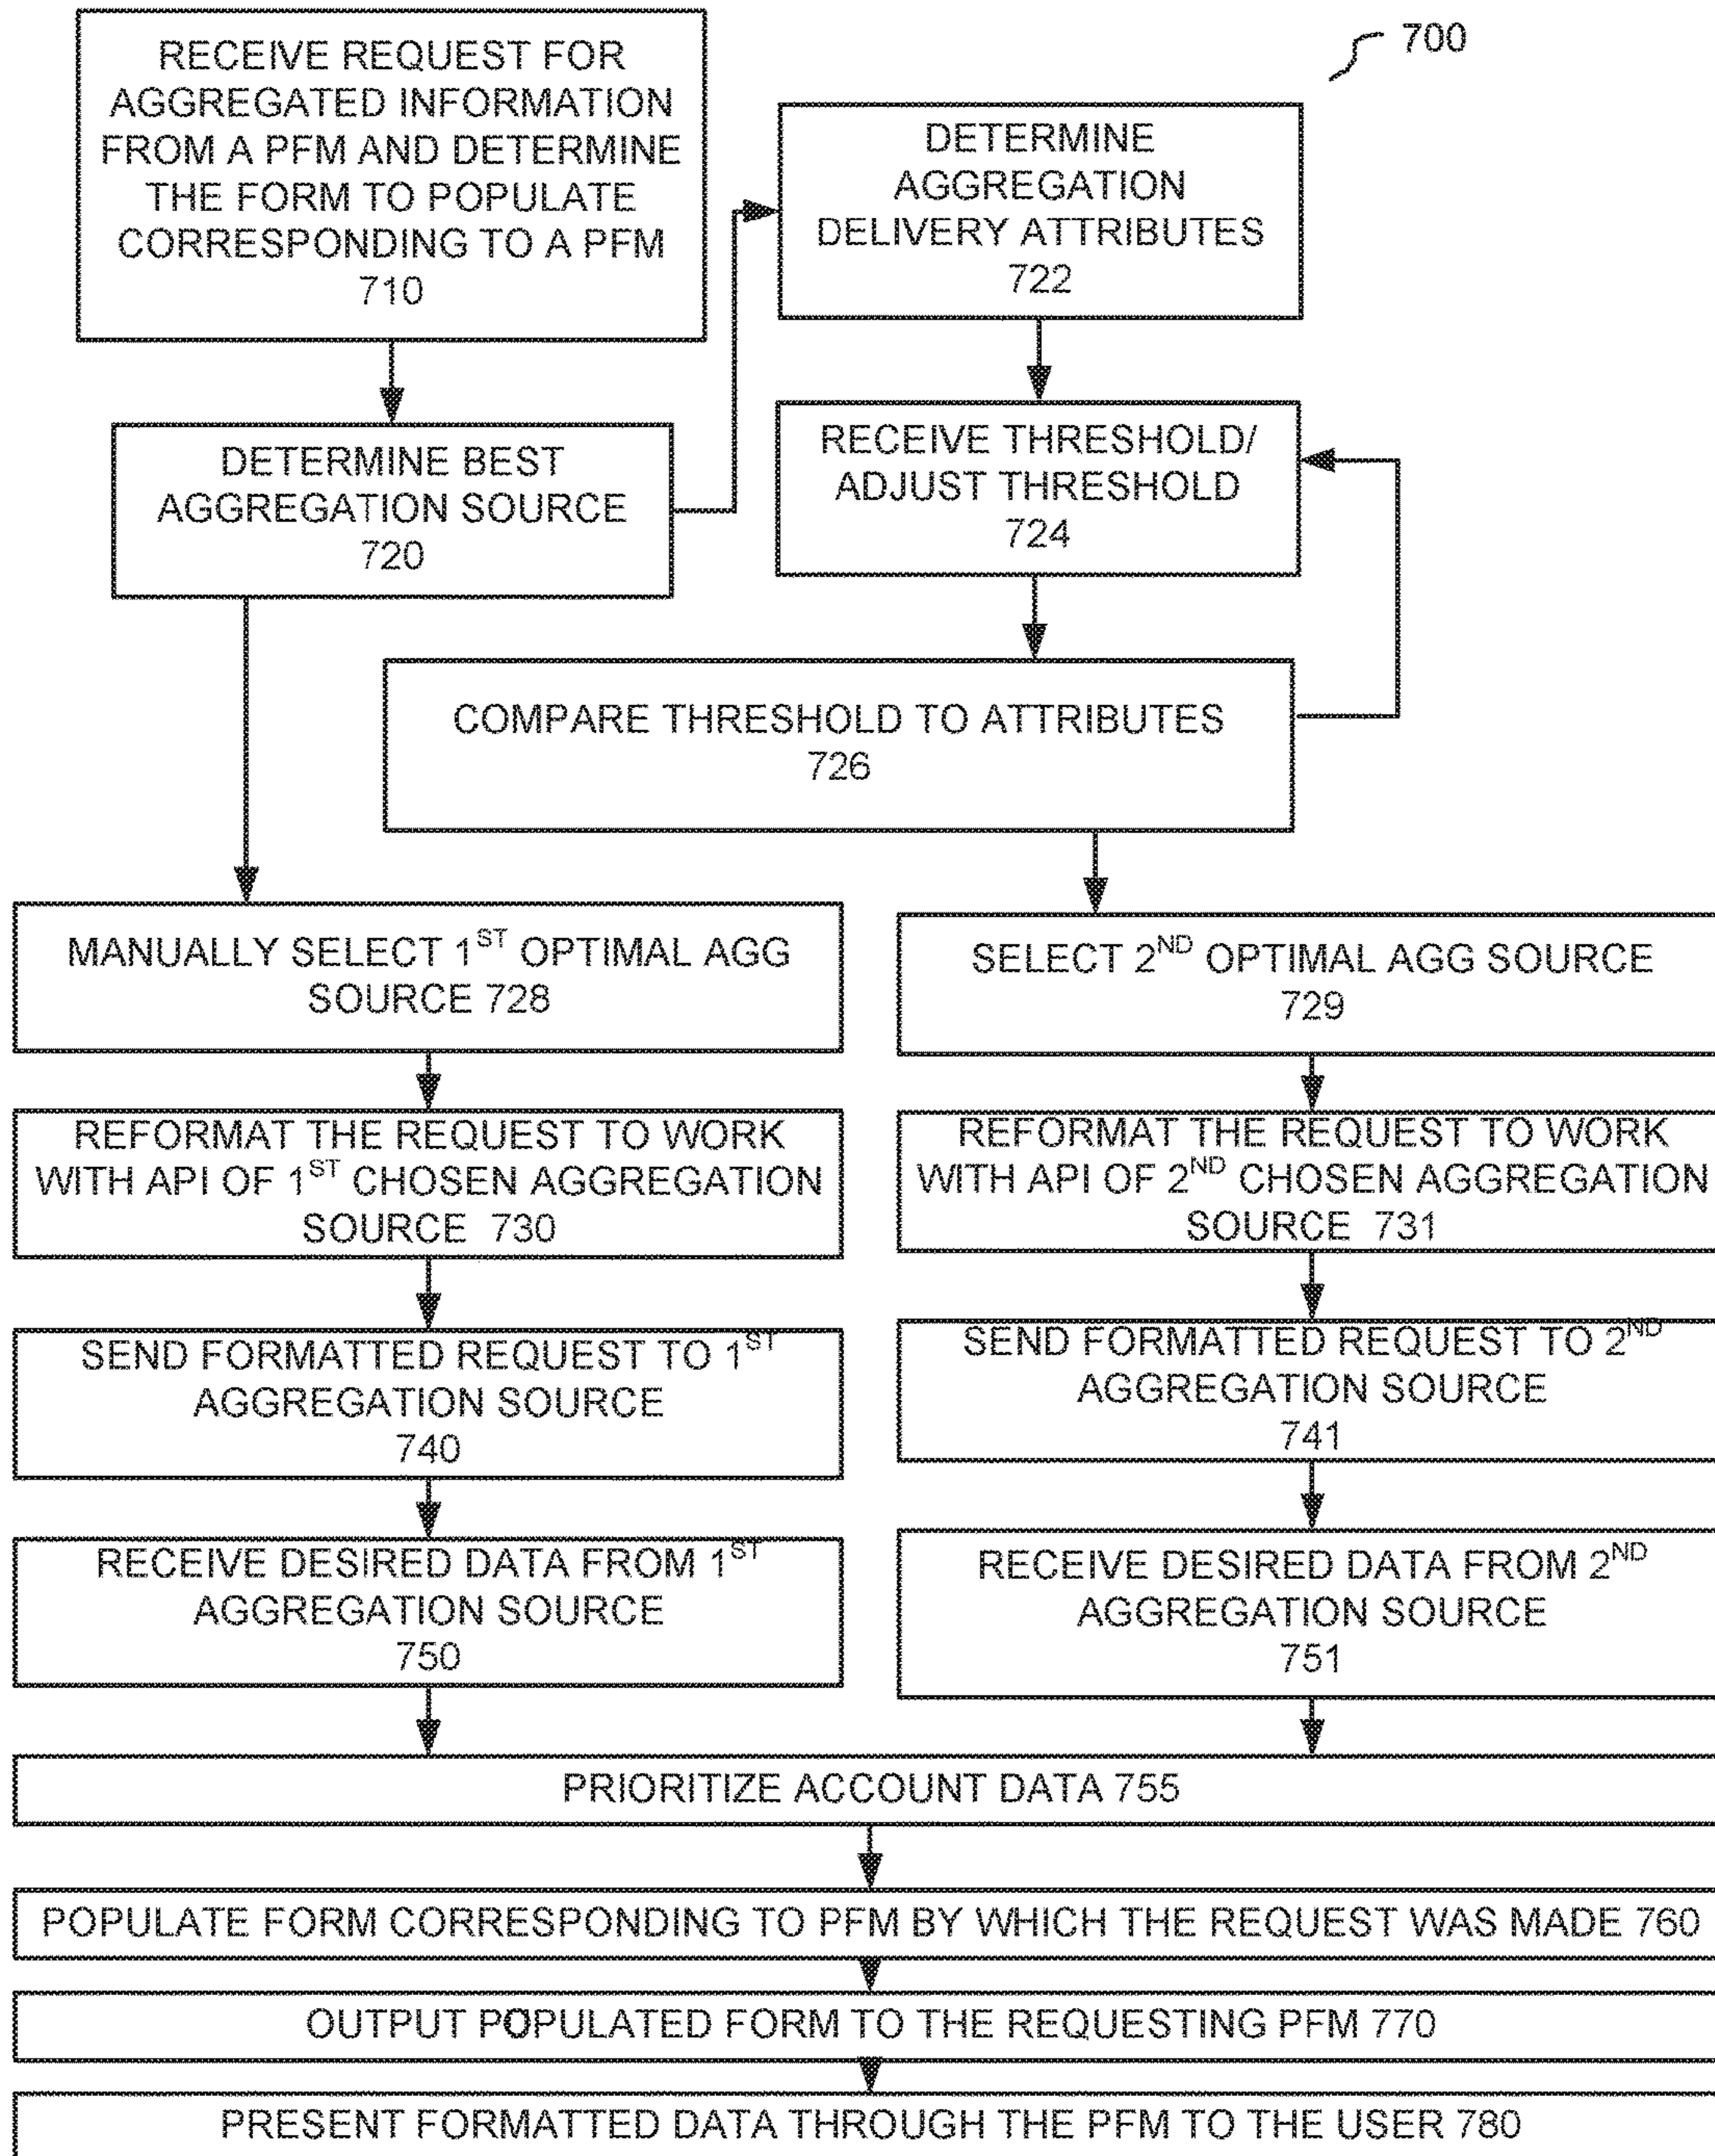 RECEIVE REQUEST FOR
AGGREGATED INFORMATION
FROM A PFM AND DETERMINE
THE FORM TO POPULATE
CORRESPONDING TO A PFM
710
700
DETERMINE
AGGREGATION
DELIVERY ATTRIBUTES
722
DETERMINE BEST
AGGREGATION SOURCE
720
RECEIVE THRESHOLD/
ADJUST THRESHOLD
724
COMPARE THRESHOLD TO ATTRIBUTES
726
MANUALLY SELECT 1ST OPTIMAL AGG
SOURCE 728
SELECT 2ND OPTIMAL AGG SOURCE
729
REFORMAT THE REQUEST TO WORK
WITH API OF 1ST CHOSEN AGGREGATION
SOURCE 730
REFORMAT THE REQUEST TO WORK
WITH API OF 2ND CHOSEN AGGREGATION
SOURCE 731
SEND FORMATTED REQUEST TO 1ST
AGGREGATION SOURCE
740
SEND FORMATTED REQUEST TO 2ND
AGGREGATION SOURCE
741
RECEIVE DESIRED DATA FROM 1ST
AGGREGATION SOURCE
750
RECEIVE DESIRED DATA FROM 2ND
AGGREGATION SOURCE
751
PRIORITIZE ACCOUNT DATA 755
POPULATE FORM CORRESPONDING TO PFM BY WHICH THE REQUEST WAS MADE 760
OUTPUT POPULATED FORM TO THE REQUESTING PFM 770
PRESENT FORMATTED DATA THROUGH THE PFM TO THE USER 780